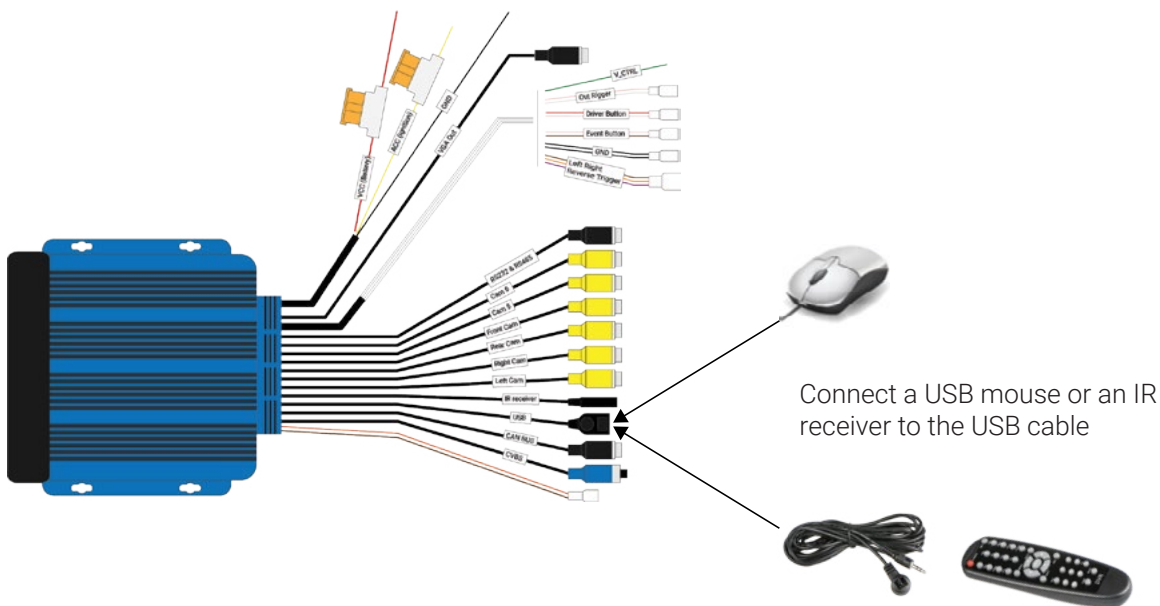 VCC (Battery)
ACC (Ignition)
GND
VGA Out
V_CTRL
Out Rigger
Driver Button
Event Button
GND
Left Right
Reverse Trigger
RS232 & RS485
Cam 6
Cam 5
Front Cam
Rear Cam
Right Cam
Left Cam
IR receiver
USB
CAN BUS
CVBS
Connect a USB mouse or an IR
receiver to the USB cable